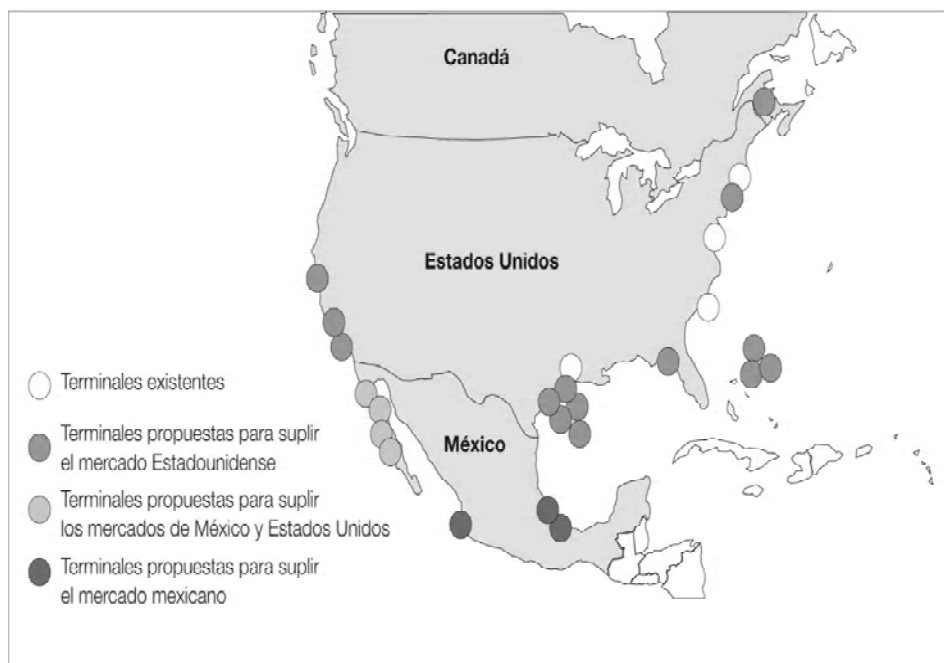 Canadá
Estados Unidos
México
Terminales existentes
Terminales propuestas para suplir
el mercado Estadounidense
Terminales propuestas para suplir
los mercados de México y Estados Unidos
Terminales propuestas para suplir
el mercado mexicano